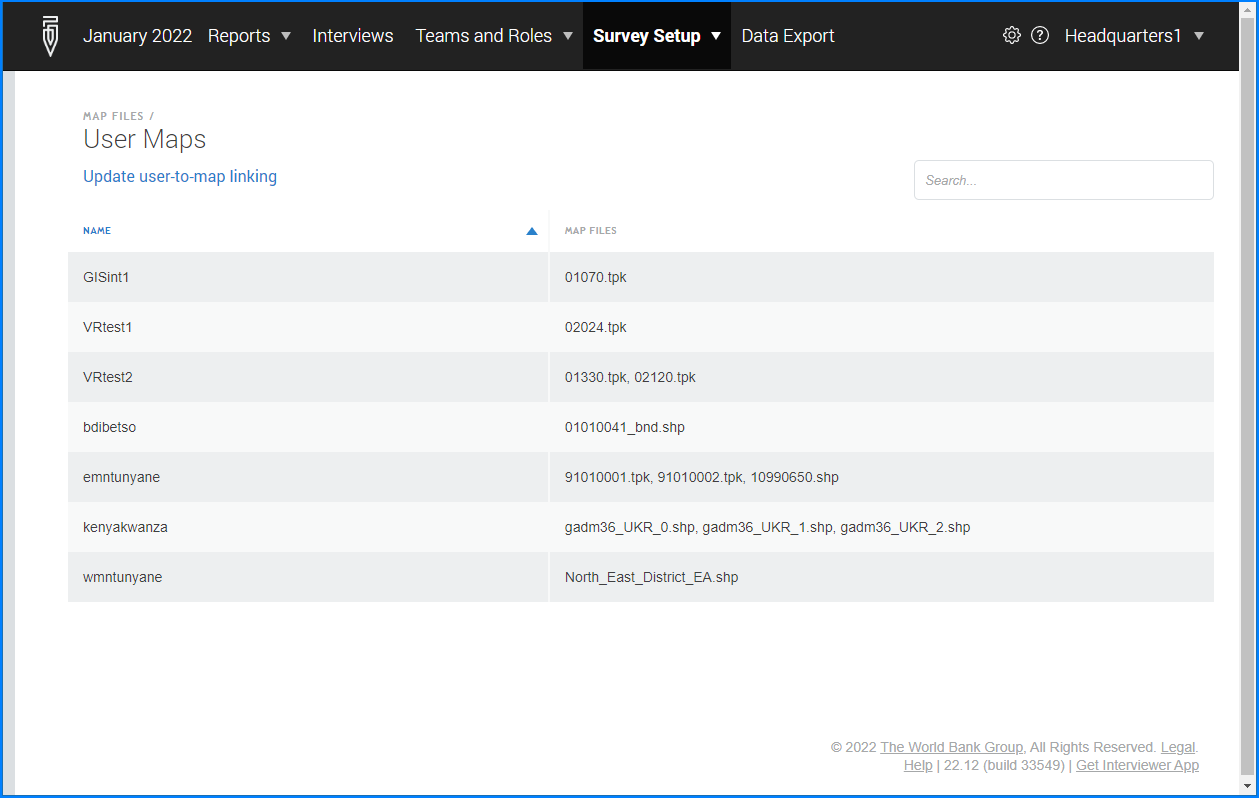 January 2022 Reports Interviews Teams and Roles Survey Setup Data Export Headquarters1
MAP FILES /
User Maps
Update user-to-map linking
Search...
NAME MAP FILES
GISint1 01070.tpk
VRtest1 02024.tpk
VRtest2 01330.tpk, 02120.tpk
bdibetso 01010041_bnd.shp
emntunyane 91010001.tpk, 91010002.tpk, 10990650.shp
kenyakwanza gadm36_UKR_0.shp, gadm36_UKR_1.shp, gadm36_UKR_2.shp
wmntunyane North_East_District_EA.shp
© 2022 The World Bank Group, All Rights Reserved. Legal.
Help | 22.12 (build 33549) | Get Interviewer App